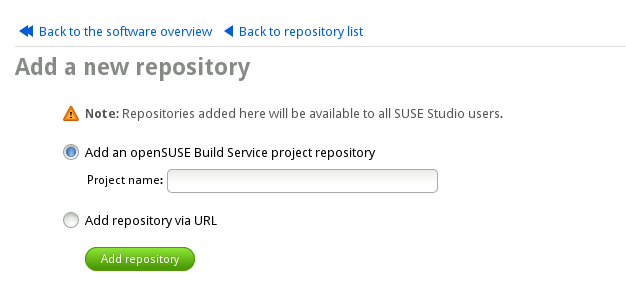 Back to the software overview Back to repository list
Add a new repository
Note: Repositories added here will be available to all SUSE Studio users.
Add an openSUSE Build Service project repository
Project name:
Add repository via URL
Add repository